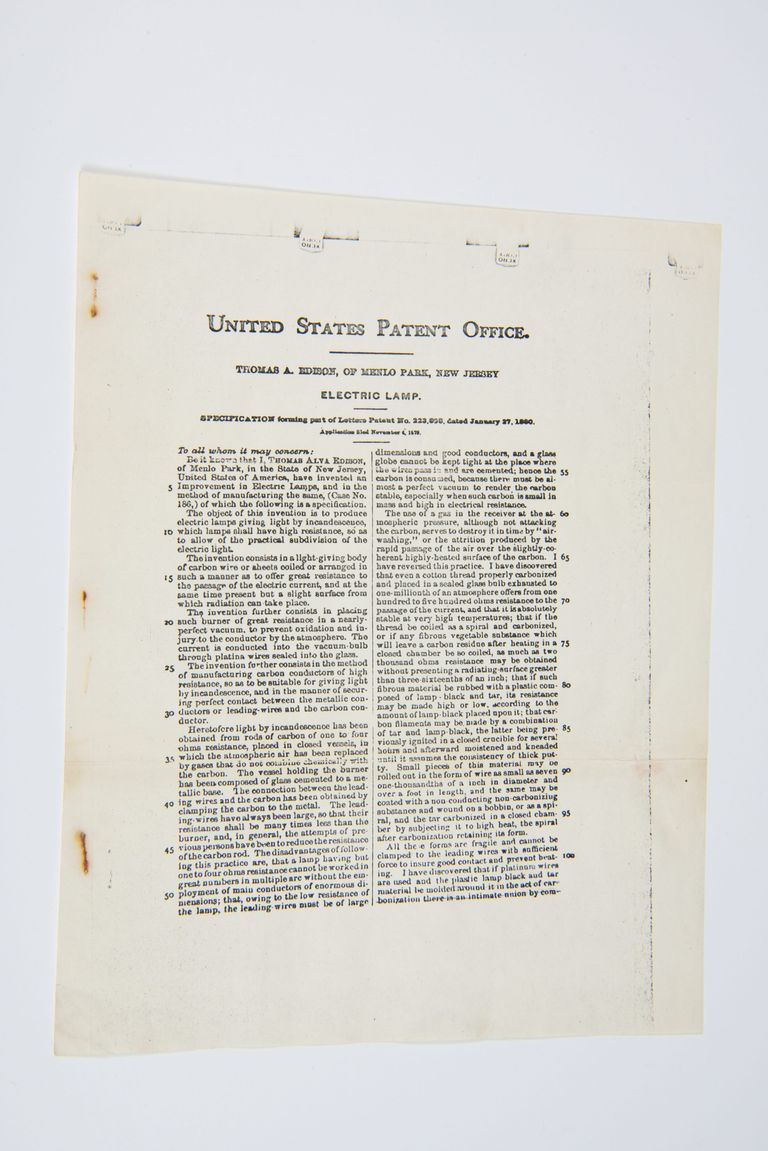 UNITED STATES PATENT OFFICE.
THOMAS A. EDISON, OF MENLO PARK, NEW JERSEY
ELECTRIC LAMP.
SPECIFICATION forming part of Letters Patent No. 223,898, dated January 27, 1880.
Application filed November 4, 1879.
To all whom it may concern:
Be it known that I, THOMAS ALVA EDISON,
of Menlo Park, in the State of New Jersey,
United States of America, have invented an
5 Improvement in Electric Lamps, and in the
method of manufacturing the same, (Case No.
186,) of which the following is a specification.
The object of this invention is to produce
electric lamps giving light by incandescence,
10 which lamps shall have high resistance, so as
to allow of the practical subdivision of the
electric light.
The invention consists in a light-giving body
of carbon wire or sheets coiled or arranged in
15 such a manner as to offer great resistance to
the passage of the electric current, and at the
same time present but a slight surface from
which radiation can take place.
The invention further consists in placing
20 such burner of great resistance in a nearly-
perfect vacuum, to prevent oxidation and in-
jury to the conductor by the atmosphere. The
current is conducted into the vacuum-bulb
through platina wires sealed into the glass.
25 The invention further consists in the method
of manufacturing carbon conductors of high
resistance, so as to be suitable for giving light
by incandescence, and in the manner of secur-
ing perfect contact between the metallic con-
30 ductors or leading-wires and the carbon con-
ductor.
Heretofore light by incandescence has been
obtained from rods of carbon of one to four
ohms resistance, placed in closed vessels, in
35 which the atmospheric air has been replaced
by gases that do not combine chemically with
the carbon. The vessel holding the burner
has been composed of glass cemented to a me-
tallic base. The connection between the lead-
40 ing wires and the carbon has been obtained by
clamping the carbon to the metal. The lead-
ing-wires have always been large, so that their
resistance shall be many times less than the
burner, and, in general, the attempts of pre-
45 vious persons have been to reduce the resistance
of the carbon rod. The disadvantages of follow-
ing this practice are, that a lamp having but
one to four ohms resistance cannot be worked in
great numbers in multiple arc without the em-
50 ployment of main conductors of enormous di-
mensions; that, owing to the low resistance of
the lamp, the leading-wires must be of large
dimensions and good conductors, and a glass
globe cannot be kept tight at the place where
the wires pass in and are cemented; hence the 55
carbon is consumed, because there must be al-
most a perfect vacuum to render the carbon
stable, especially when such carbon is small in
mass and high in electrical resistance.
The use of a gas in the receiver at the at- 60
mospheric pressure, although not attacking
the carbon, serves to destroy it in time by "air-
washing," or the attrition produced by the
rapid passage of the air over the slightly-co-
herent highly-heated surface of the carbon. I 65
have reversed this practice. I have discovered
that even a cotton thread properly carbonized
and placed in a sealed glass bulb exhausted to
one-millionth of an atmosphere offers from one
hundred to five hundred ohms resistance to the 70
passage of the current, and that it is absolutely
stable at very high temperatures; that if the
thread be coiled as a spiral and carbonized,
or if any fibrous vegetable substance which
will leave a carbon residue after heating in a 75
closed chamber be so coiled, as much as two
thousand ohms resistance may be obtained
without presenting a radiating-surface greater
than three-sixteenths of an inch; that if such
fibrous material be rubbed with a plastic com- 80
posed of lamp-black and tar, its resistance
may be made high or low, according to the
amount of lamp-black placed upon it; that car-
bon filaments may be made by a combination
of tar and lamp-black, the latter being pre- 85
viously ignited in a closed crucible for several
hours and afterward moistened and kneaded
until it assumes the consistency of thick put-
ty. Small pieces of this material may be
rolled out in the form of wire as small as seven 90
one-thousandths of a inch in diameter and
over a foot in length, and the same may be
coated with a non-conducting non-carbonizing
substance and wound on a bobbin, or as a spi-
ral, and the tar carbonized in a closed cham- 95
ber by subjecting it to high heat, the spiral
after carbonization retaining its form.
All these forms are fragile and cannot be
clamped to the leading wires with sufficient
force to insure good contact and prevent heat- 100
ing. I have discovered that if platinum wires
are used and the plastic lamp black and tar
material be molded around it in the act of car-
bonization there is an intimate union by com-